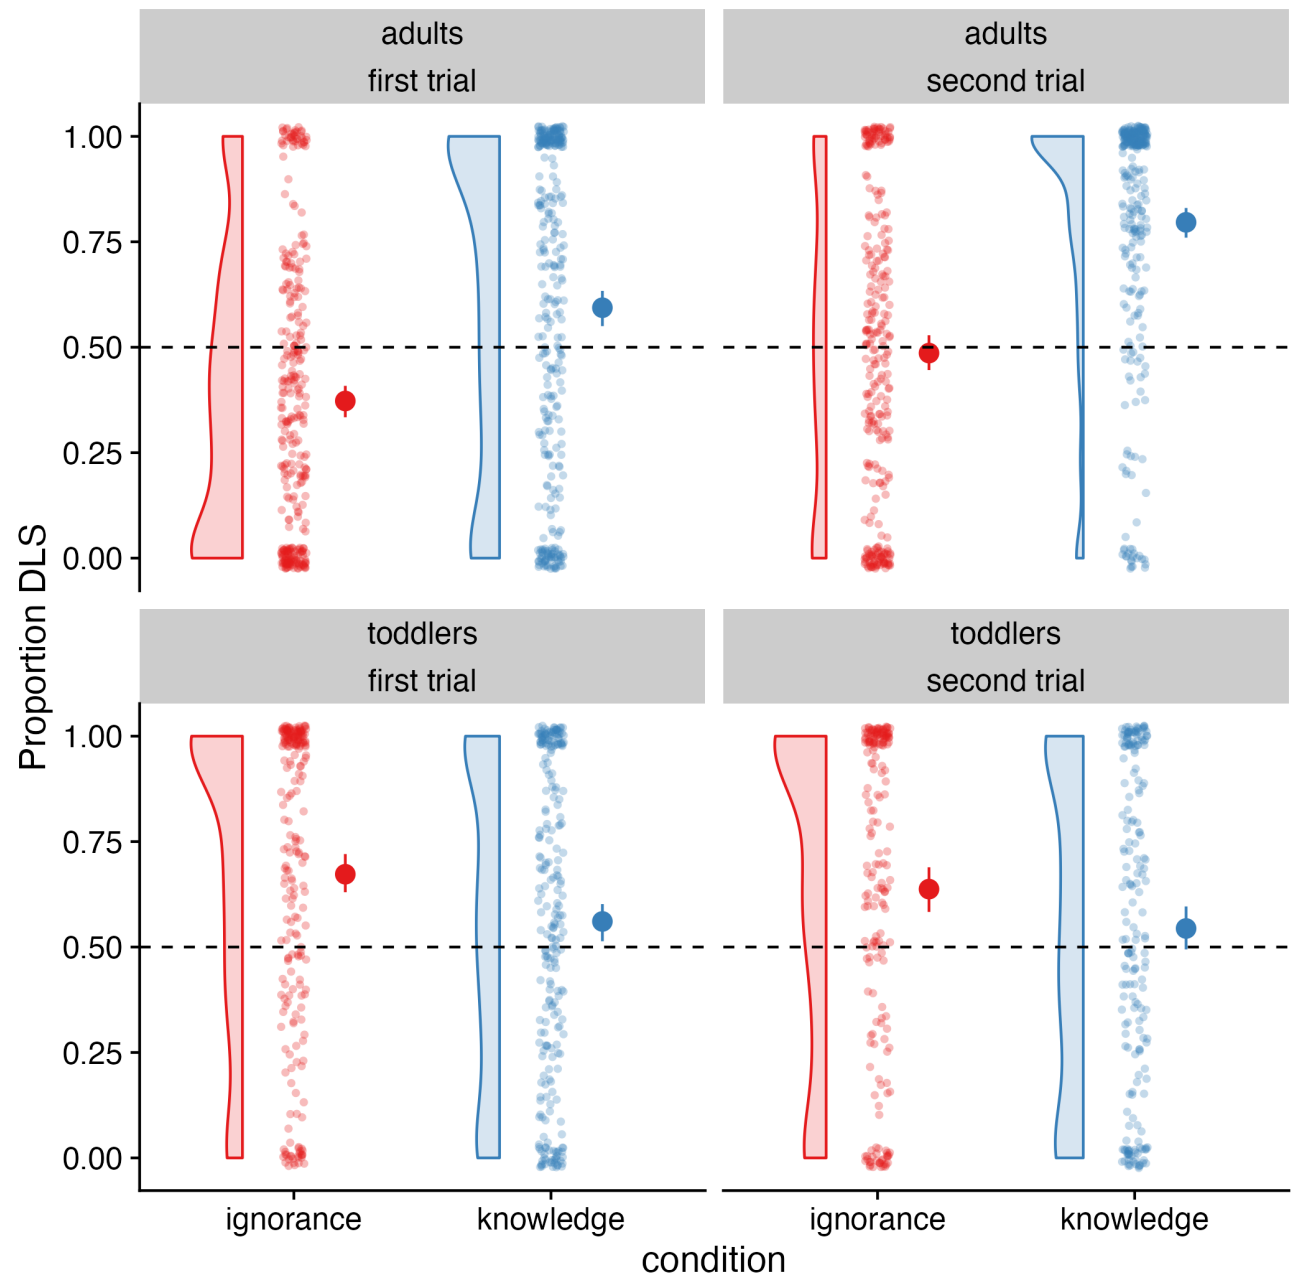 adults
first trial
adults
second trial
1.00
0.75
0.50
0.25
0.00
toddlers
first trial
toddlers
second trial
1.00
0.75
0.50
0.25
0.00
Proportion DLS
ignorance
knowledge
ignorance
knowledge
condition